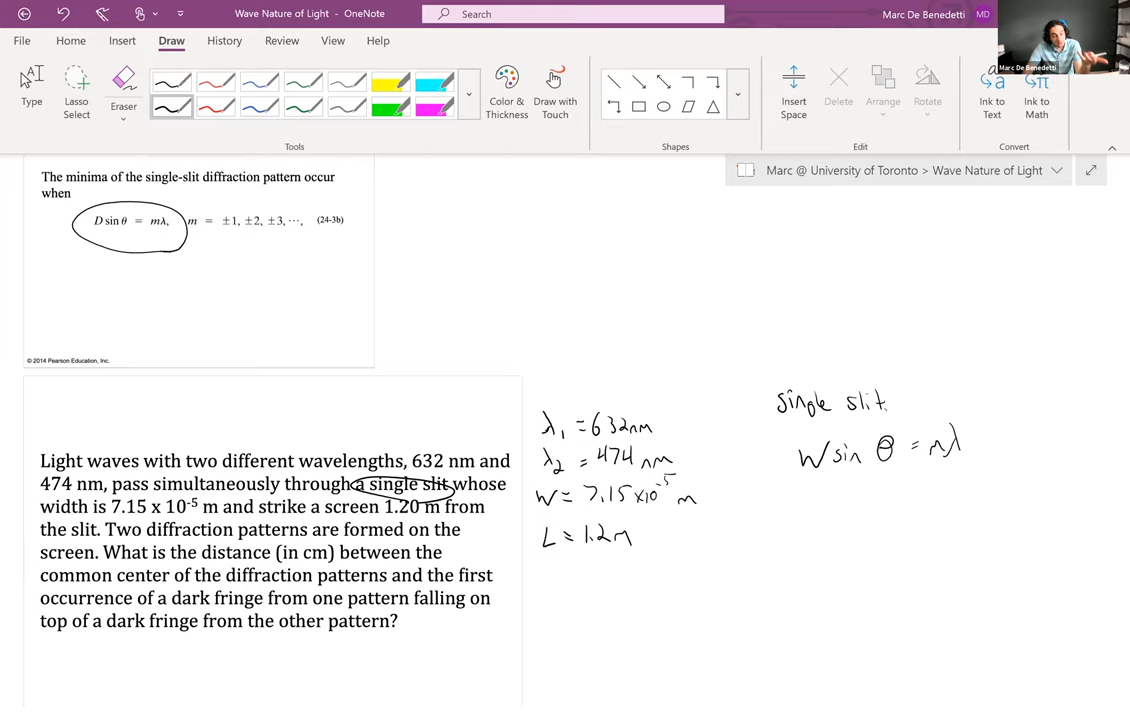 Wave Nature of Light - OneNote
Search
Marc De Benedetti
MD
Marc De Benedetti
File
Home
Insert
Draw
History
Review
View
Help
Type
Lasso
Select
Eraser
Color &
Thickness
Draw with
Touch
Insert
Space
Delete
Arrange
Rotate
Ink to
Text
Ink to
Math
Tools
Shapes
Edit
Convert
Marc @ University of Toronto > Wave Nature of Light
The minima of the single-slit diffraction pattern occur
when
D sin θ = mλ, m = ±1, ±2, ±3, ···, (24-3b)
© 2014 Pearson Education, Inc.
Light waves with two different wavelengths, 632 nm and
474 nm, pass simultaneously through a single slit whose
width is 7.15 x 10⁻⁵ m and strike a screen 1.20 m from
the slit. Two diffraction patterns are formed on the
screen. What is the distance (in cm) between the
common center of the diffraction patterns and the first
occurrence of a dark fringe from one pattern falling on
top of a dark fringe from the other pattern?
λ₁ = 632nm
λ₂ = 474 nm
W = 7.15x10⁻⁵ m
L = 1.2m
single slit
W sin θ = mλ